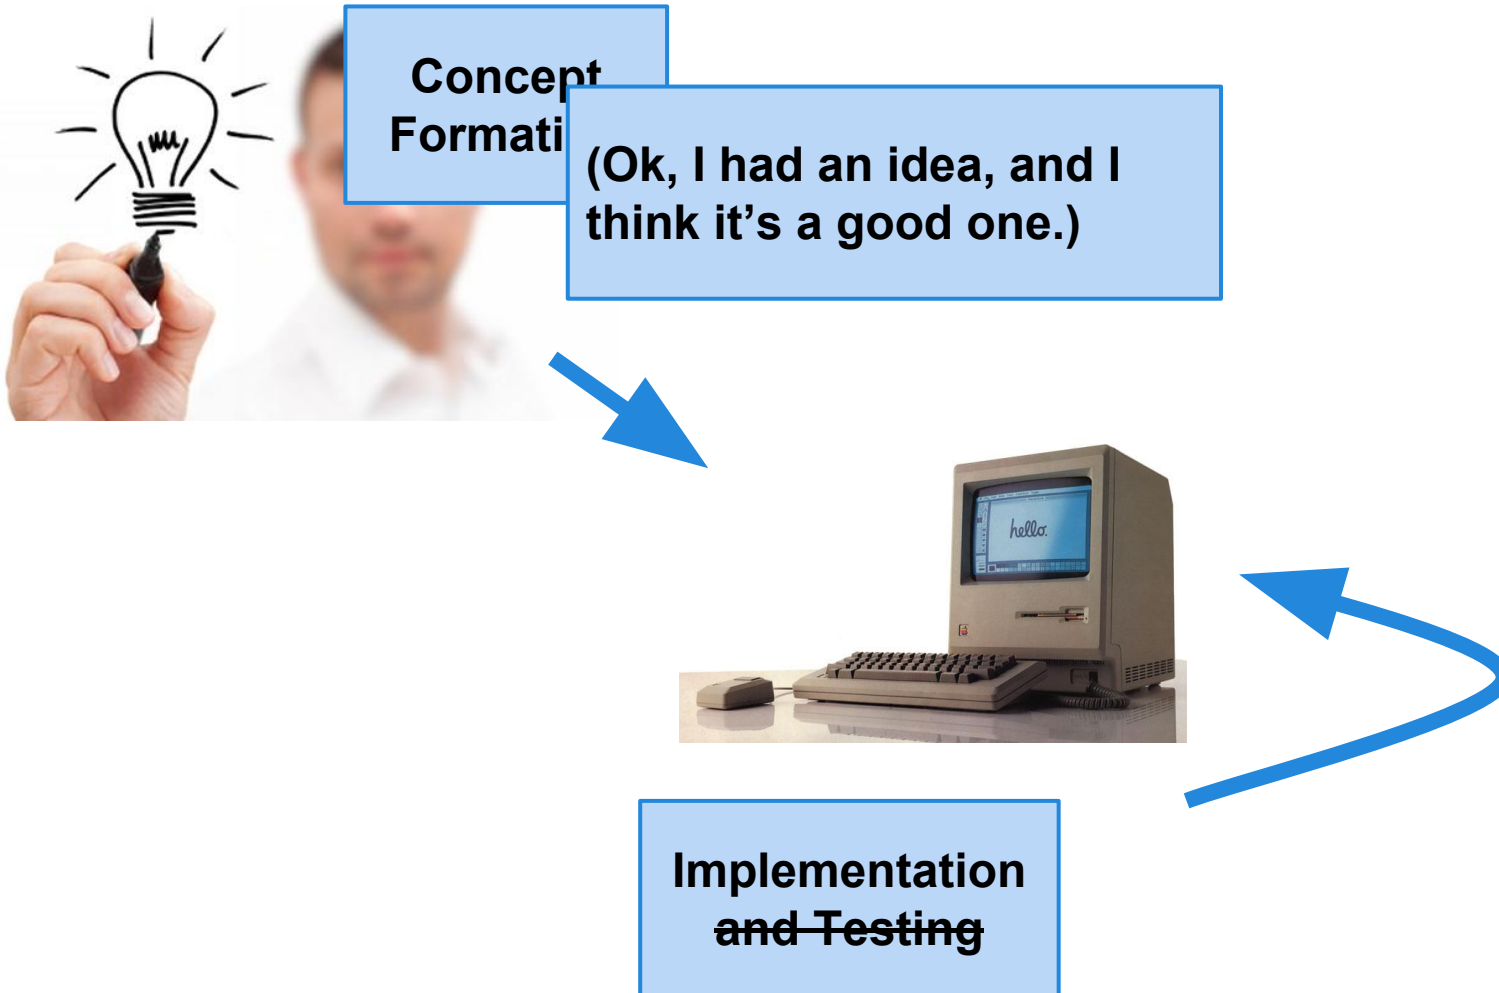 Concept
Formati
(Ok, I had an idea, and I
think it’s a good one.)
hello.
Implementation
and Testing